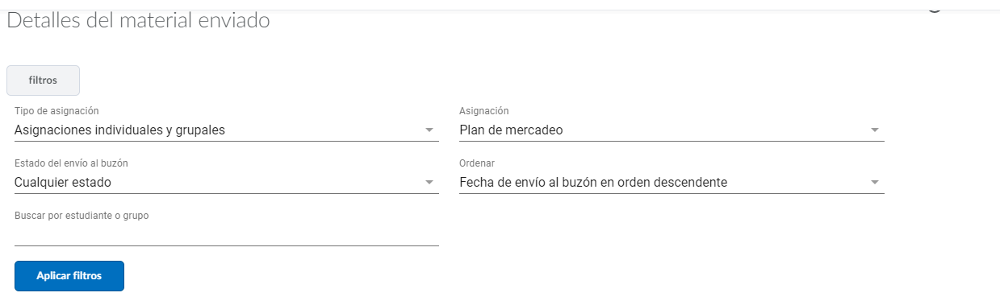 Detalles del material enviado
filtros
Tipo de asignación
Asignaciones individuales y grupales
Asignación
Plan de mercadeo
Estado del envío al buzón
Cualquier estado
Ordenar
Fecha de envío al buzón en orden descendente
Buscar por estudiante o grupo
Aplicar filtros